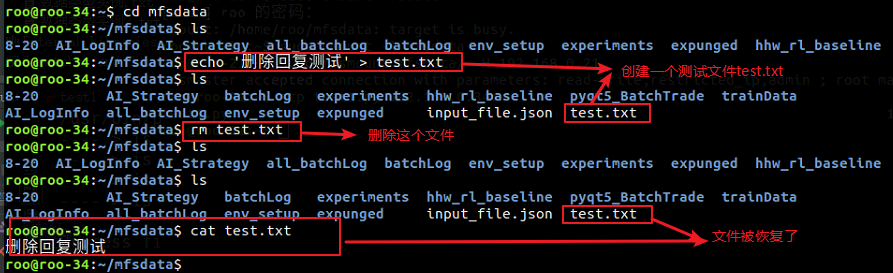 roo@roo-34:~$ cd mfsdata
roo@roo-34:~/mfsdata$ ls
8-20 AI_LogInfo AI_Strategy all_batchLog batchLog env_setup experiments expunged hhw_rl_baseline
roo@roo-34:~/mfsdata$ echo '删除回复测试' > test.txt
roo@roo-34:~/mfsdata$ ls
创建一个测试文件test.txt
8-20 AI_Strategy batchLog experiments hhw_rl_baseline pyqt5_BatchTrade trainData
AI_LogInfo all_batchLog env_setup expunged input_file.json test.txt
roo@roo-34:~/mfsdata$ rm test.txt
删除这个文件
roo@roo-34:~/mfsdata$ ls
8-20 AI_LogInfo AI_Strategy all_batchLog batchLog env_setup experiments expunged hhw_rl_baseline
roo@roo-34:~/mfsdata$ ls
8-20 AI_Strategy batchLog experiments hhw_rl_baseline pyqt5_BatchTrade trainData
AI_LogInfo all_batchLog env_setup expunged input_file.json test.txt
roo@roo-34:~/mfsdata$ cat test.txt
文件被恢复了
删除回复测试
roo@roo-34:~/mfsdata$